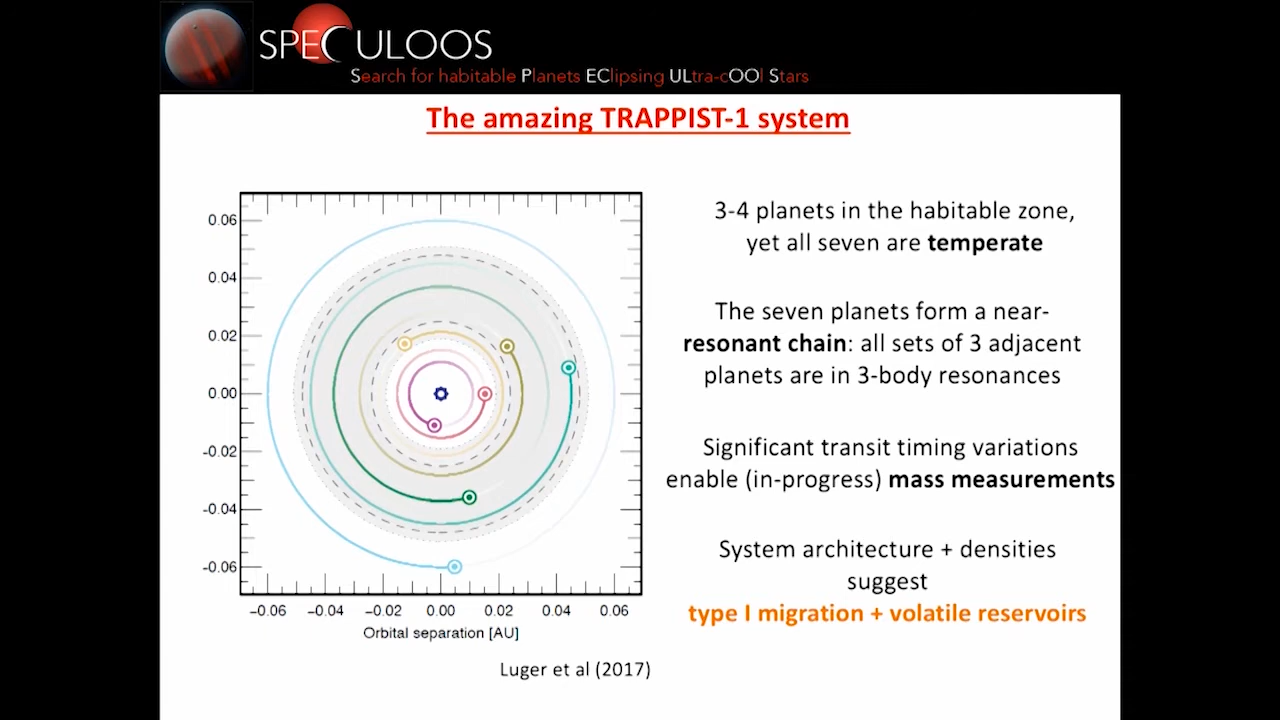 SPECULOOS
Search for habitable Planets EClipsing ULtra-cOOl Stars
The amazing TRAPPIST-1 system
3-4 planets in the habitable zone,
yet all seven are temperate
The seven planets form a near-
resonant chain: all sets of 3 adjacent
planets are in 3-body resonances
Significant transit timing variations
enable (in-progress) mass measurements
System architecture + densities
suggest
type I migration + volatile reservoirs
0.06
0.04
0.02
0.00
-0.02
-0.04
-0.06
−0.06 −0.04 −0.02 0.00 0.02 0.04 0.06
Orbital separation [AU]
Luger et al (2017)